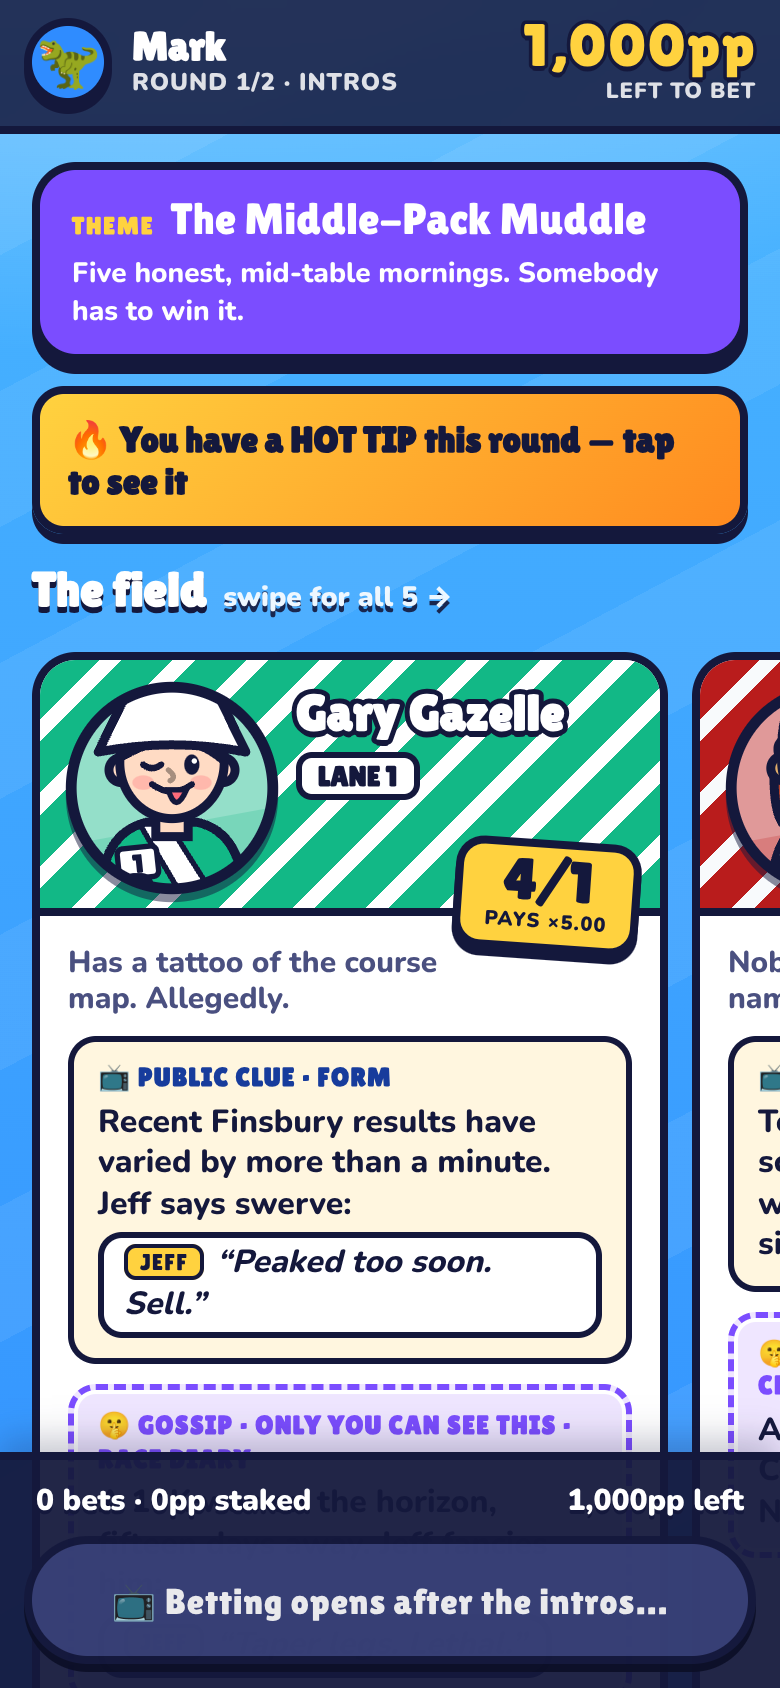 Mark
ROUND 1/2 · INTROS
1,000pp
LEFT TO BET
THEME The Middle-Pack Muddle
Five honest, mid-table mornings. Somebody
has to win it.
🔥 You have a HOT TIP this round — tap
to see it
The field swipe for all 5 →
Gary Gazelle
LANE 1
1
4/1
PAYS ×5.00
Has a tattoo of the course
map. Allegedly.
📺 PUBLIC CLUE · FORM
Recent Finsbury results have
varied by more than a minute.
Jeff says swerve:
JEFF “Peaked too soon.
Sell.”
🤫 GOSSIP · ONLY YOU CAN SEE THIS ·
RACE DIARY
the horizon,
0 bets · 0pp staked
1,000pp left
📺 Betting opens after the intros...